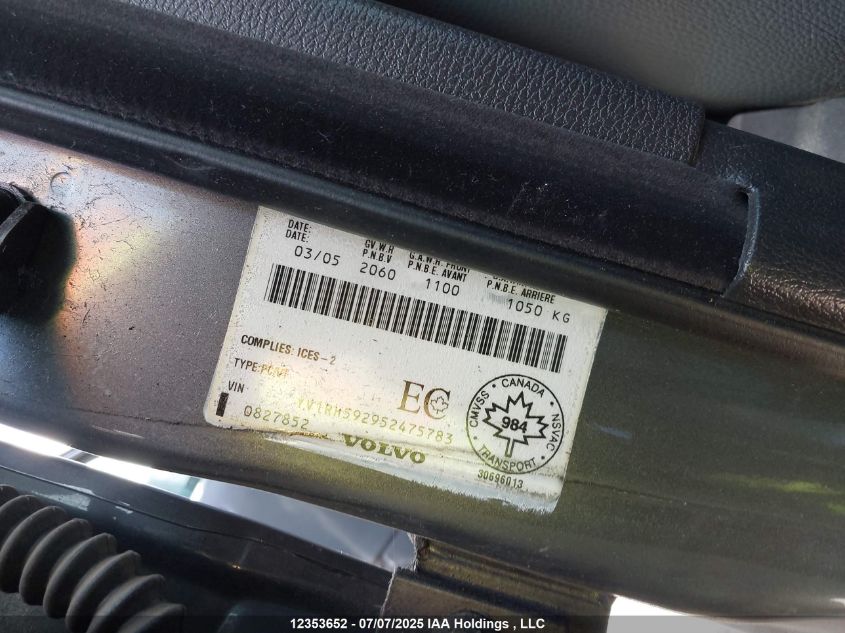 DATE: G.V.W.R G.A.W.R. FRONT
DATE: P.N.B.V P.N.B.E. AVANT P.N.B.E. ARRIERE
03/05 2060 1100 1050 KG
COMPLIES: ICES-2
TYPE:
VIN YV1RH592952475783
0827852
EC
VOLVO
CMVSS • CANADA • NSVAC • TRANSPORT •
984
30696013
12353652 - 07/07/2025 IAA Holdings , LLC